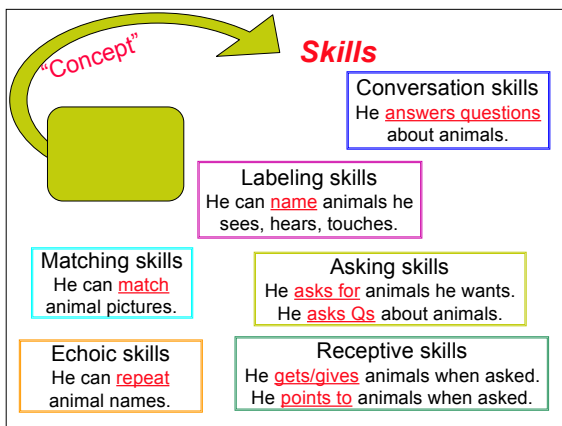 "Concept"
Skills
Conversation skills
He answers questions
about animals.
Labeling skills
He can name animals he
sees, hears, touches.
Matching skills
He can match
animal pictures.
Asking skills
He asks for animals he wants.
He asks Qs about animals.
Echoic skills
He can repeat
animal names.
Receptive skills
He gets/gives animals when asked.
He points to animals when asked.